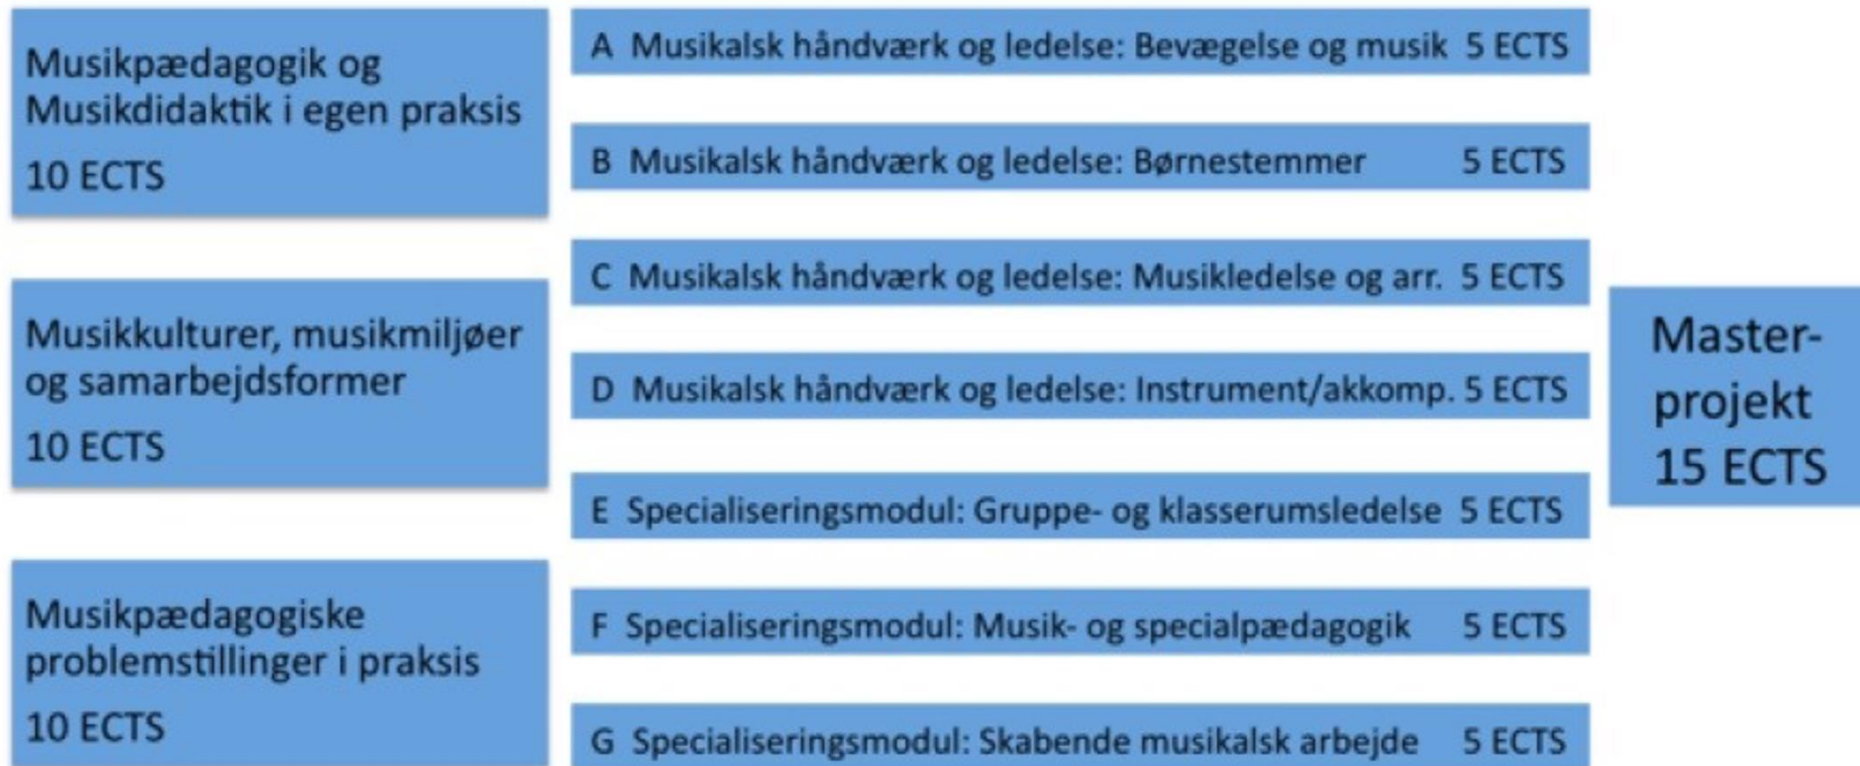 Musikpædagogik og
Musikdidaktik i egen praksis
10 ECTS
Musikkulturer, musikmiljøer
og samarbejdsformer
10 ECTS
Musikpædagogiske
problemstillinger i praksis
10 ECTS
A Musikalsk håndværk og ledelse: Bevægelse og musik 5 ECTS
B Musikalsk håndværk og ledelse: Børnestemmer 5 ECTS
C Musikalsk håndværk og ledelse: Musikledelse og arr. 5 ECTS
D Musikalsk håndværk og ledelse: Instrument/akkomp. 5 ECTS
E Specialiseringsmodul: Gruppe- og klasserumsledelse 5 ECTS
F Specialiseringsmodul: Musik- og specialpædagogik 5 ECTS
G Specialiseringsmodul: Skabende musikalsk arbejde 5 ECTS
Master-
projekt
15 ECTS